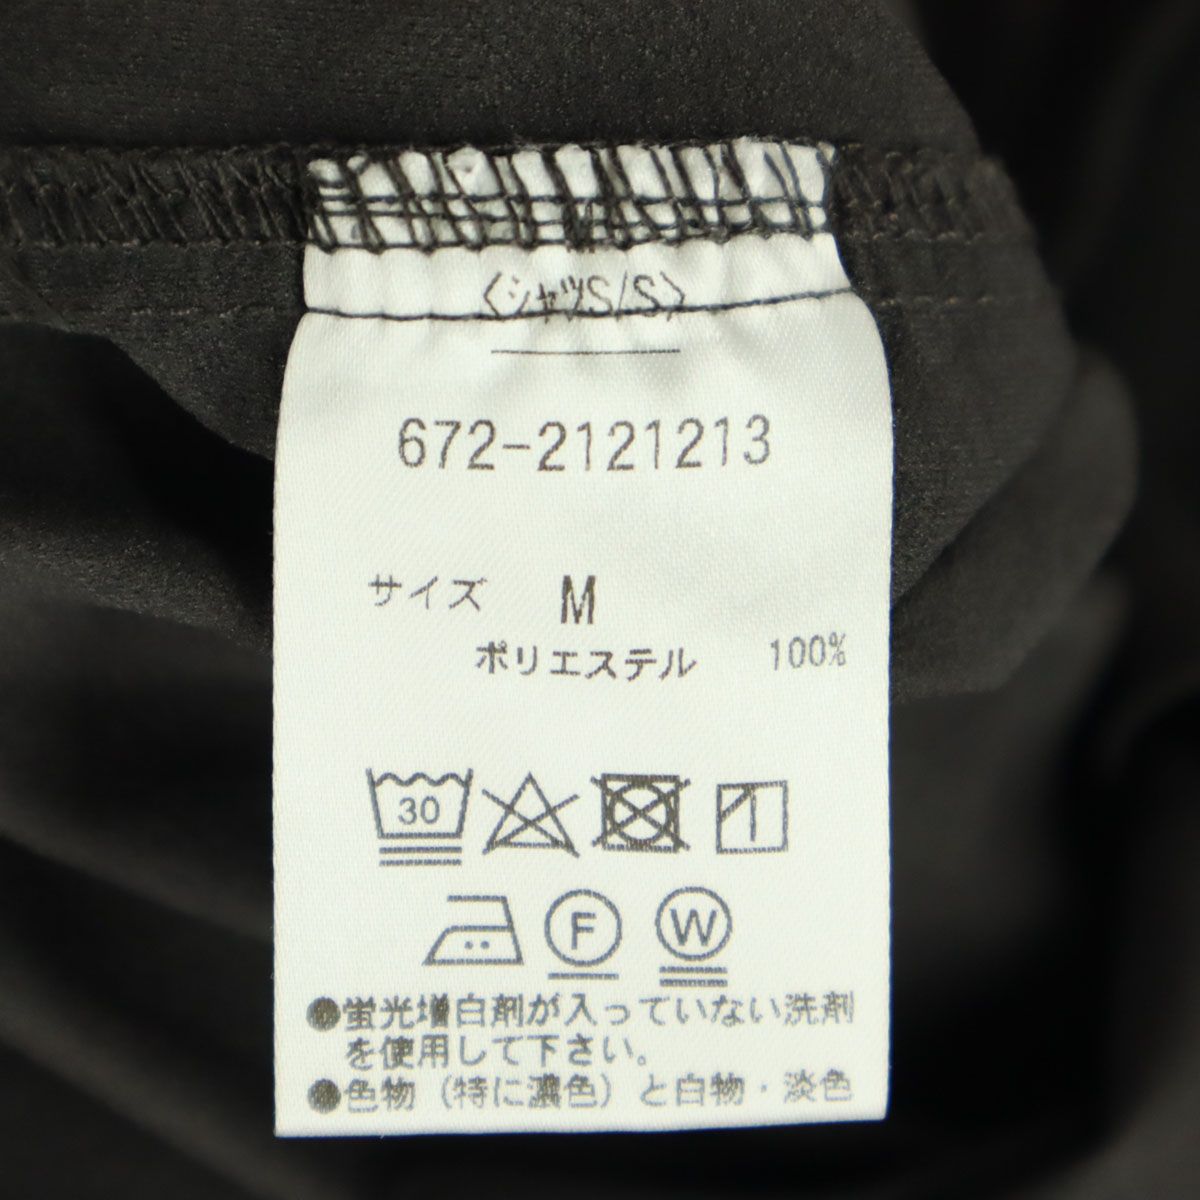 〈シャツS/S〉
672-2121213
サイズ M
ポリエステル 100%
30
F W
●蛍光増白剤が入っていない洗剤
を使用して下さい。
●色物(特に濃色)と白物・淡色